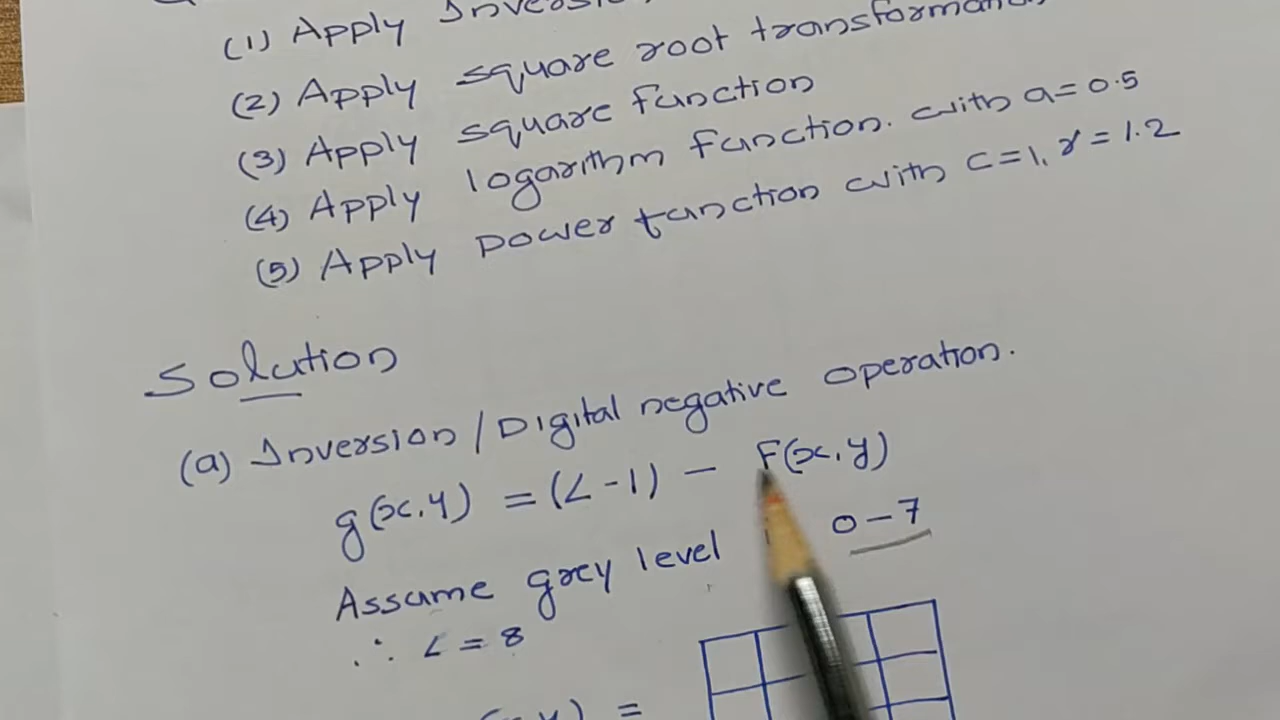 (1) Apply
(2) Apply square root transformation
(3) Apply square function
(4) Apply logarithm function. with a=0.5
(5) Apply power function with c=1, r=1.2
Solution
(a) Inversion/Digital negative operation.
g(x,y) = (L-1) - F(x,y)
Assume grey level 0-7
∴ L = 8
=